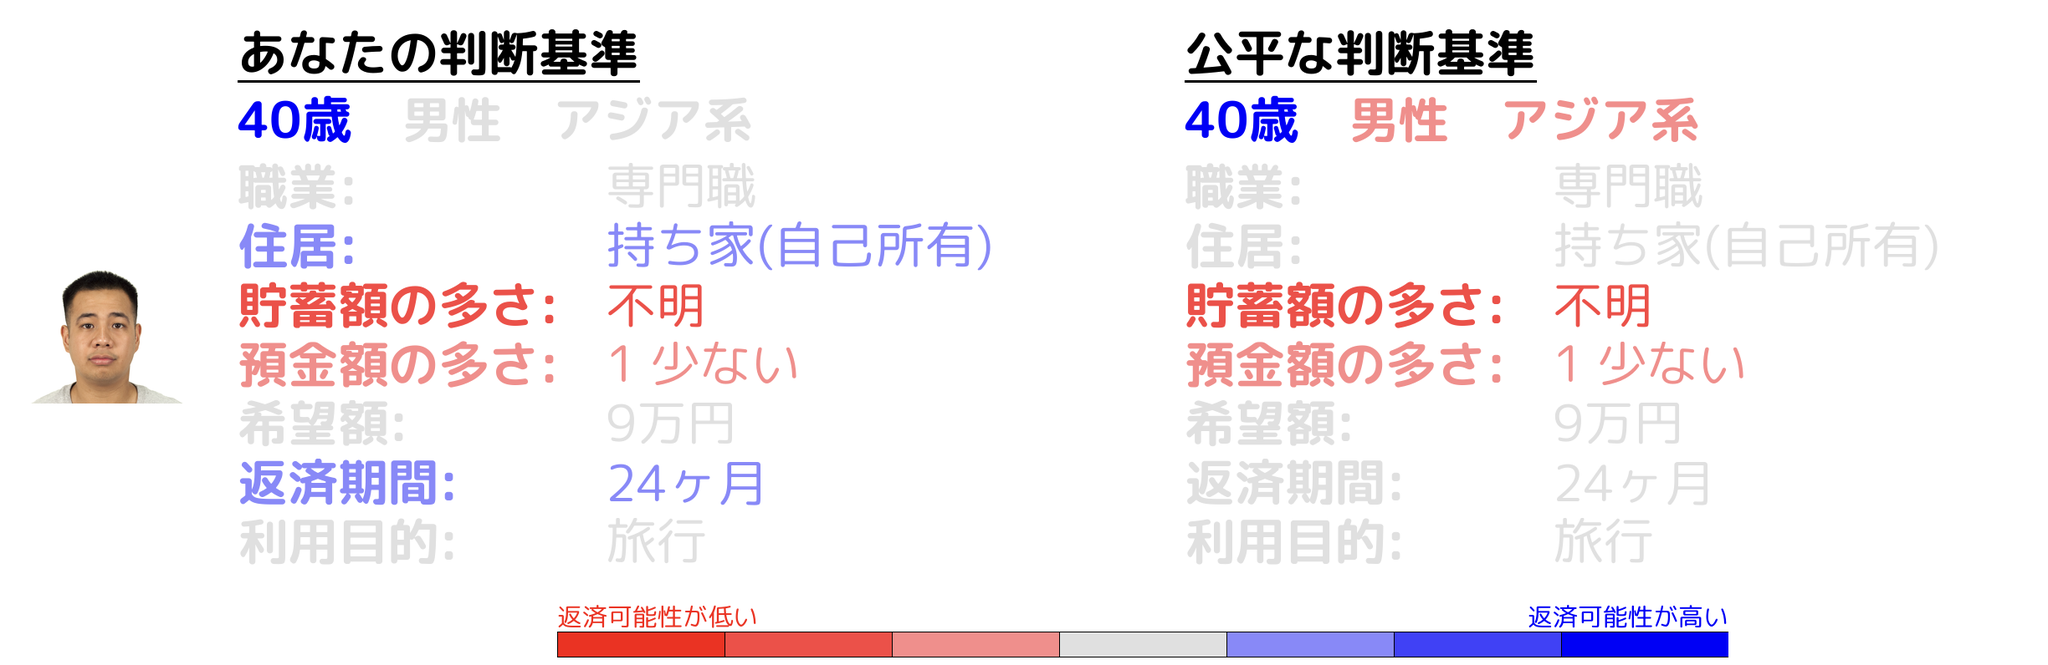 あなたの判断基準
40歳 男性 アジア系
職業: 専門職
住居: 持ち家(自己所有)
貯蓄額の多さ: 不明
預金額の多さ: 1 少ない
希望額: 9万円
返済期間: 24ヶ月
利用目的: 旅行
公平な判断基準
40歳 男性 アジア系
職業: 専門職
住居: 持ち家(自己所有)
貯蓄額の多さ: 不明
預金額の多さ: 1 少ない
希望額: 9万円
返済期間: 24ヶ月
利用目的: 旅行
返済可能性が低い
返済可能性が高い